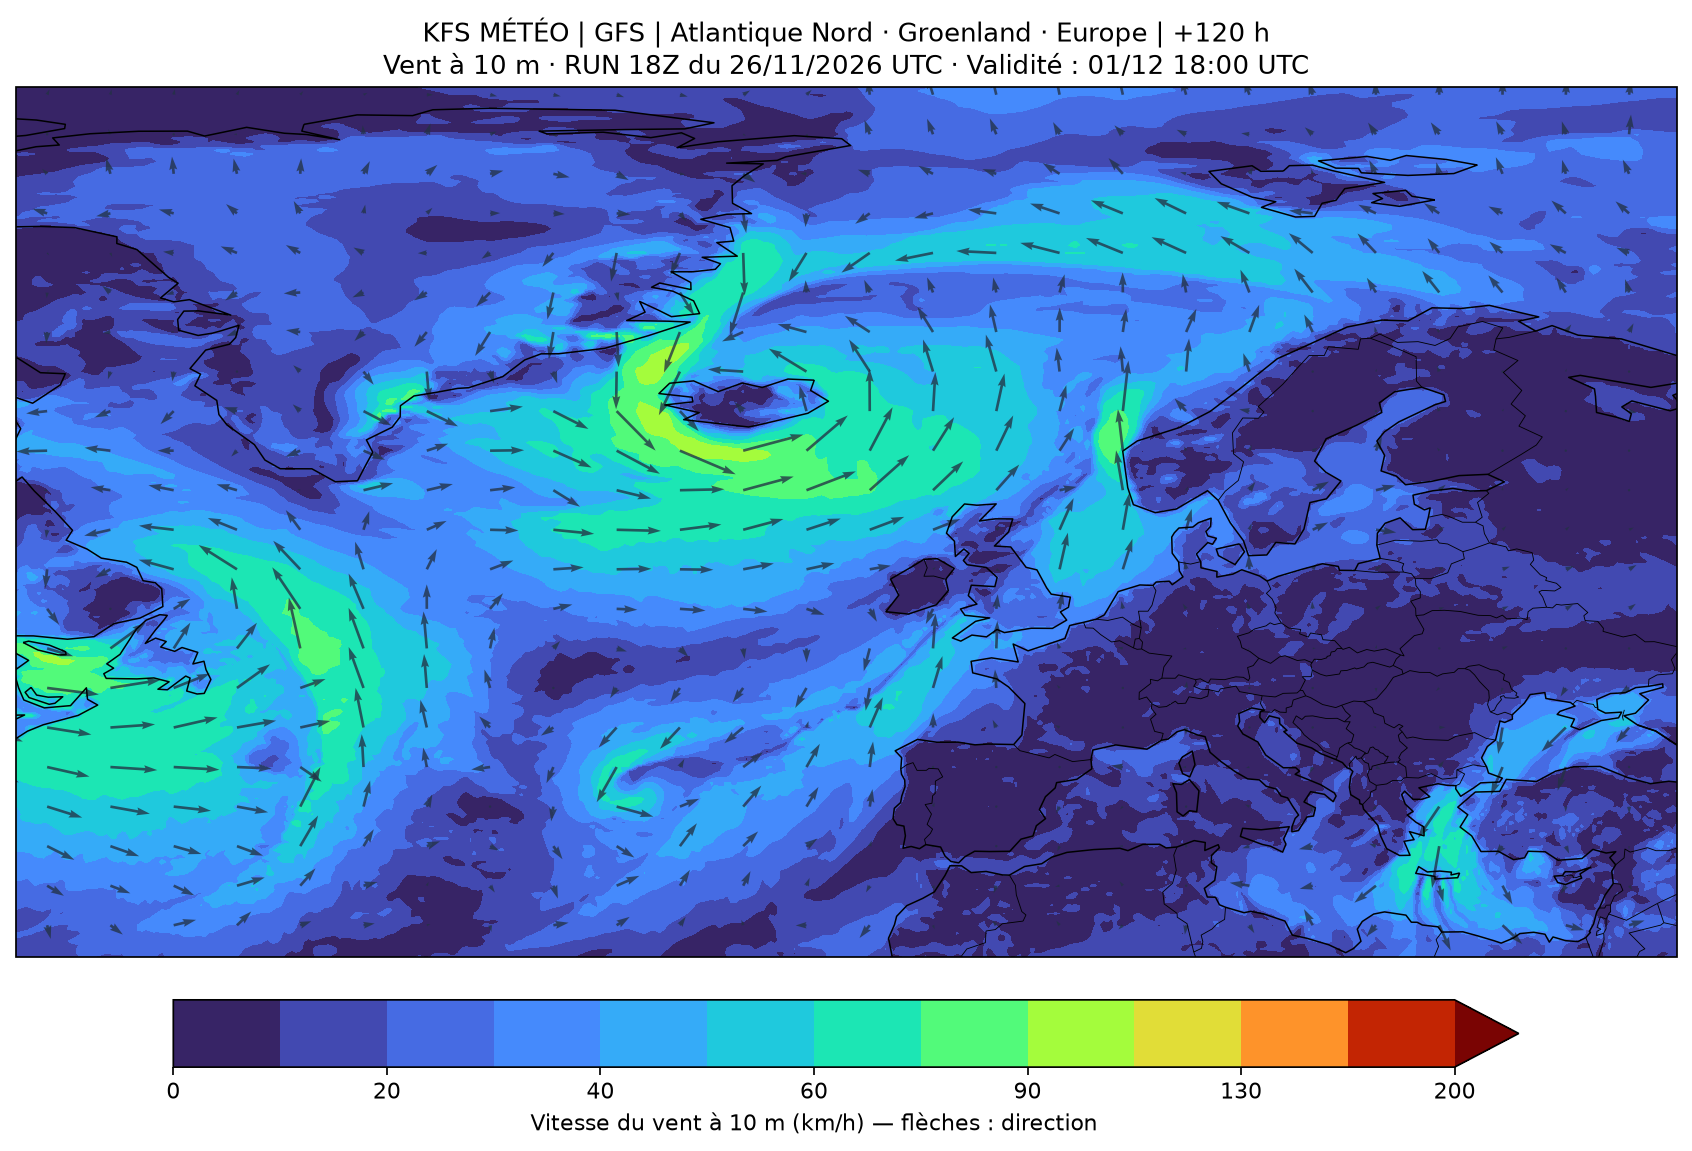 KFS MÉTÉO | GFS | Atlantique Nord · Groenland · Europe | +120 h
Vent à 10 m · RUN 18Z du 26/11/2026 UTC · Validité : 01/12 18:00 UTC
0 20 40 60 90 130 200
Vitesse du vent à 10 m (km/h) — flèches : direction